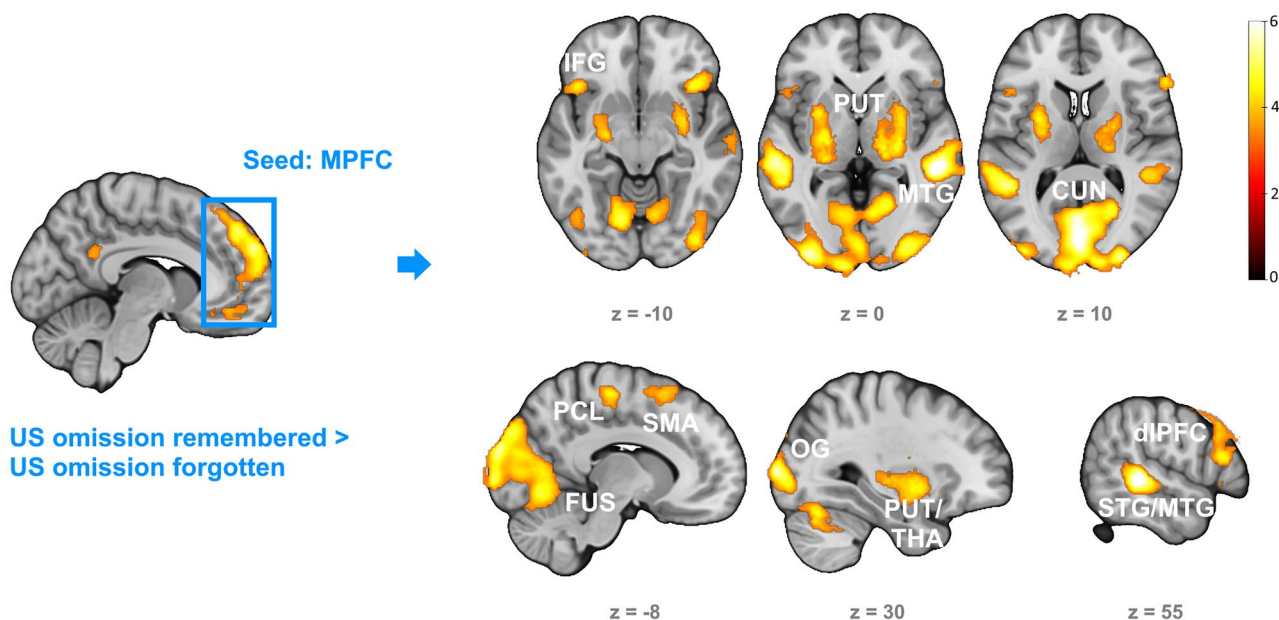 Seed: MPFC
US omission remembered >
US omission forgotten
IFG
PUT
MTG
CUN
6
4
2
0
z = -10
z = 0
z = 10
PCL
SMA
FUS
OG
PUT/
THA
dlPFC
STG/MTG
z = -8
z = 30
z = 55